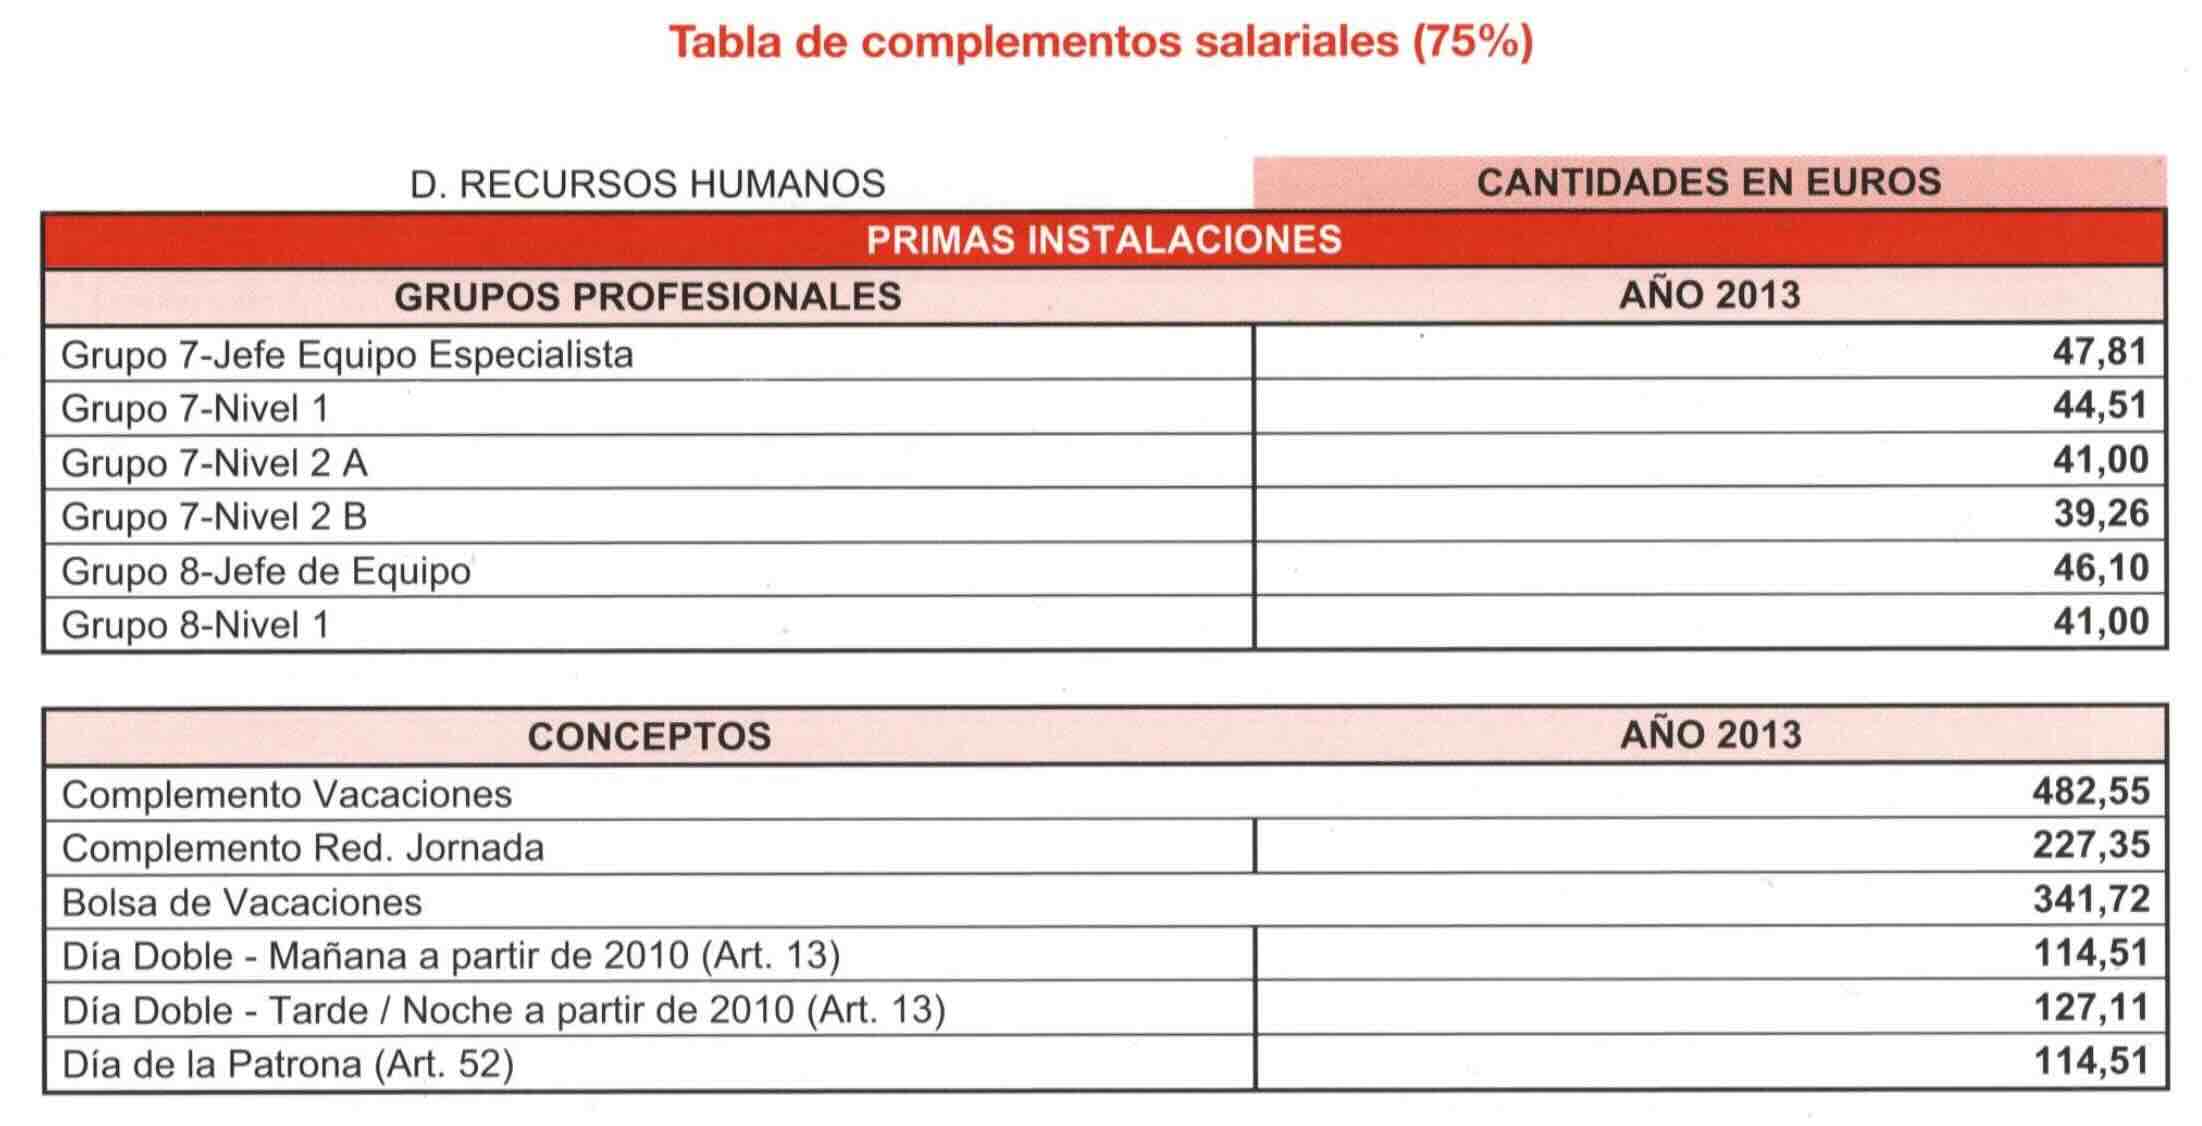 Tabla de complementos salariales (75%)
D. RECURSOS HUMANOS CANTIDADES EN EUROS
PRIMAS INSTALACIONES
GRUPOS PROFESIONALES AÑO 2013
Grupo 7-Jefe Equipo Especialista 47,81
Grupo 7-Nivel 1 44,51
Grupo 7-Nivel 2 A 41,00
Grupo 7-Nivel 2 B 39,26
Grupo 8-Jefe de Equipo 46,10
Grupo 8-Nivel 1 41,00
CONCEPTOS AÑO 2013
Complemento Vacaciones 482,55
Complemento Red. Jornada 227,35
Bolsa de Vacaciones 341,72
Día Doble - Mañana a partir de 2010 (Art. 13) 114,51
Día Doble - Tarde / Noche a partir de 2010 (Art. 13) 127,11
Día de la Patrona (Art. 52) 114,51